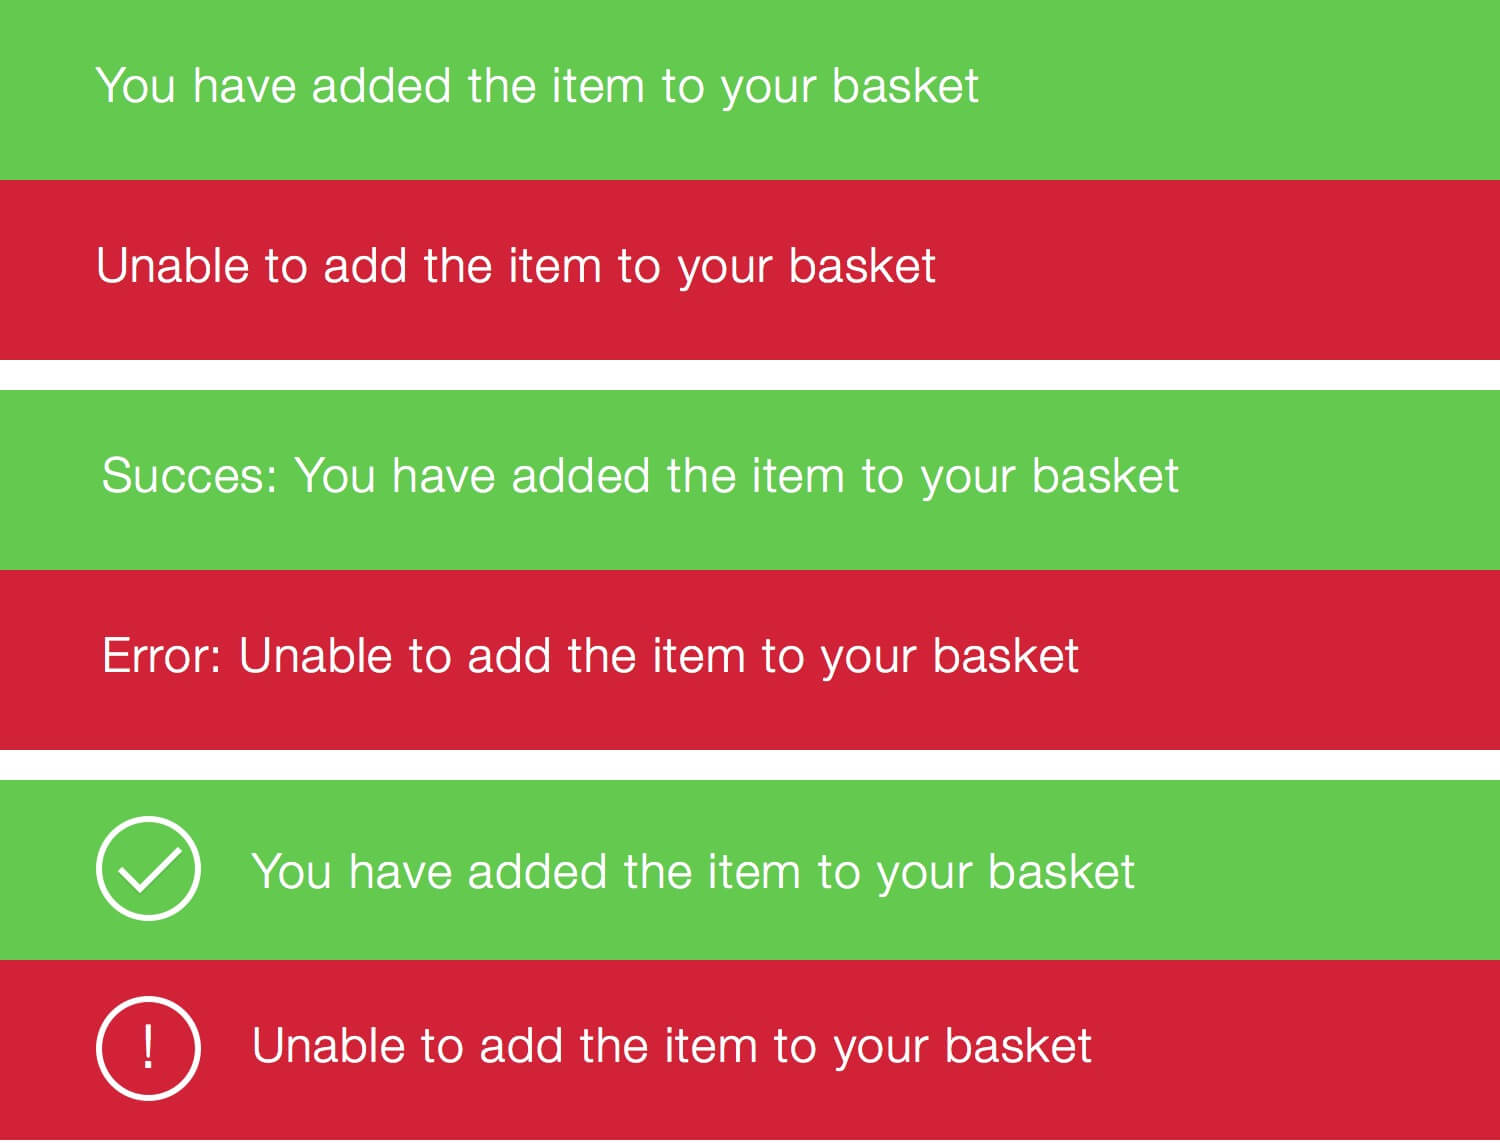 You have added the item to your basket
Unable to add the item to your basket
Succes: You have added the item to your basket
Error: Unable to add the item to your basket
You have added the item to your basket
! Unable to add the item to your basket